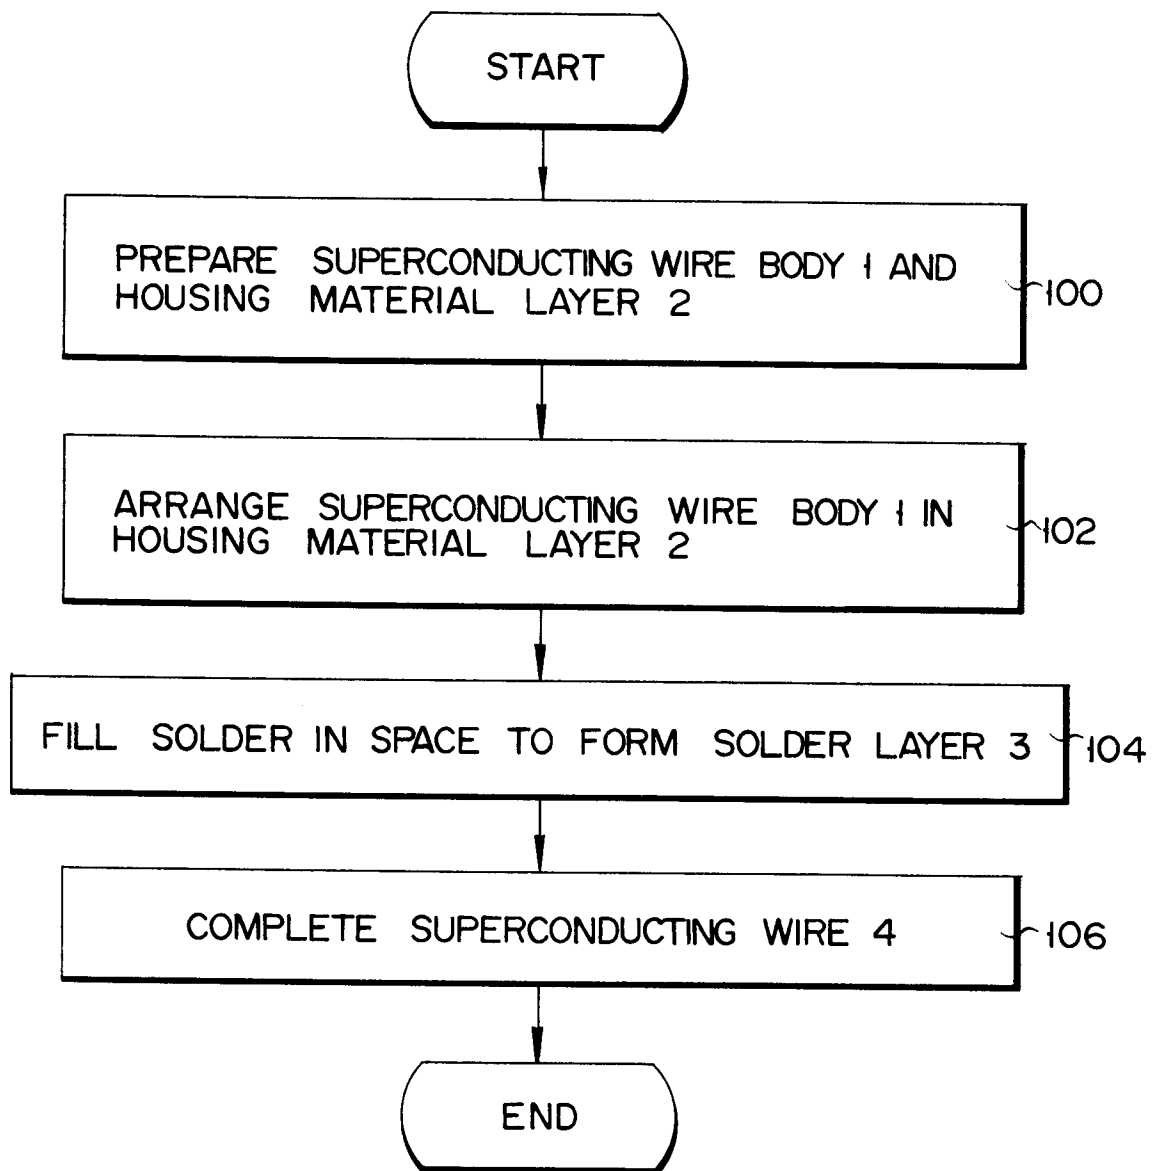 START
PREPARE SUPERCONDUCTING WIRE BODY 1 AND
HOUSING MATERIAL LAYER 2
100
ARRANGE SUPERCONDUCTING WIRE BODY 1 IN
HOUSING MATERIAL LAYER 2
102
FILL SOLDER IN SPACE TO FORM SOLDER LAYER 3
104
COMPLETE SUPERCONDUCTING WIRE 4
106
END